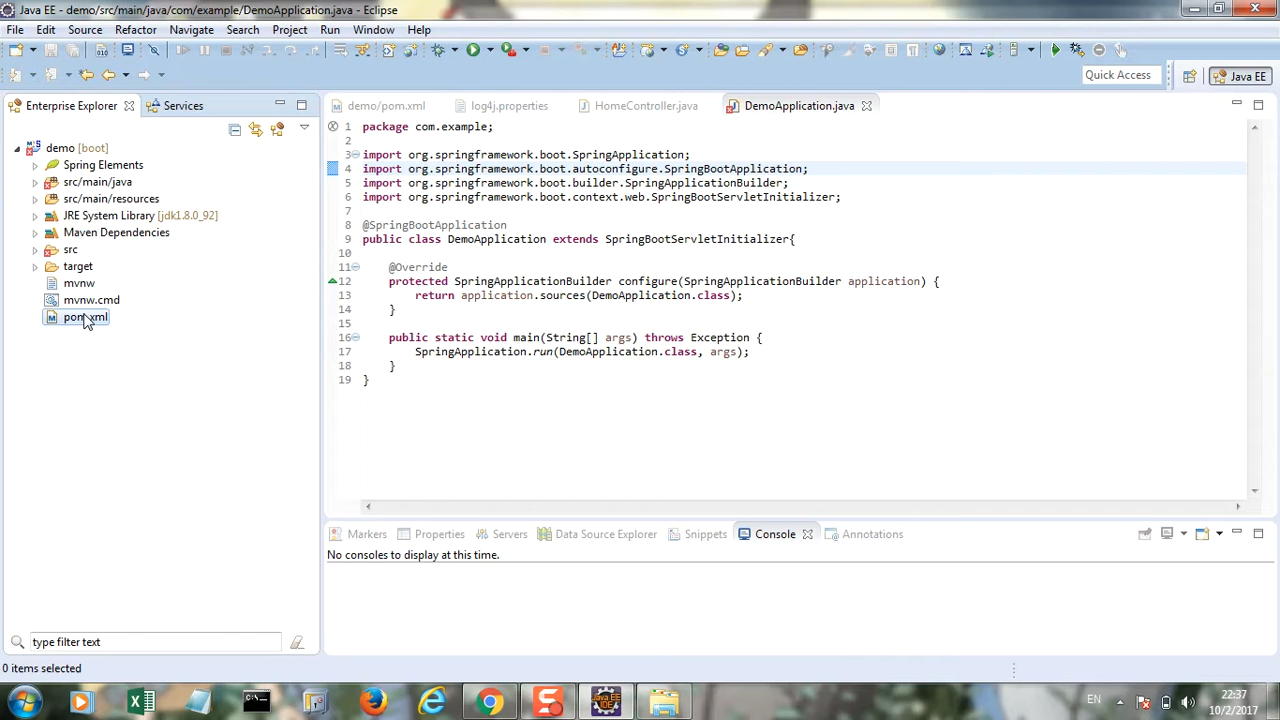 Java EE - demo/src/main/java/com/example/DemoApplication.java - Eclipse
File Edit Source Refactor Navigate Search Project Run Window Help
Quick Access Java EE
Enterprise Explorer Services
demo/pom.xml log4j.properties HomeController.java DemoApplication.java
demo [boot]
Spring Elements
src/main/java
src/main/resources
JRE System Library [jdk1.8.0_92]
Maven Dependencies
src
target
mvnw
mvnw.cmd
pom.xml
1 package com.example;
2
3 import org.springframework.boot.SpringApplication;
4 import org.springframework.boot.autoconfigure.SpringBootApplication;
5 import org.springframework.boot.builder.SpringApplicationBuilder;
6 import org.springframework.boot.context.web.SpringBootServletInitializer;
7
8 @SpringBootApplication
9 public class DemoApplication extends SpringBootServletInitializer{
10
11 @Override
12 protected SpringApplicationBuilder configure(SpringApplicationBuilder application) {
13 return application.sources(DemoApplication.class);
14 }
15
16 public static void main(String[] args) throws Exception {
17 SpringApplication.run(DemoApplication.class, args);
18 }
19 }
Markers Properties Servers Data Source Explorer Snippets Console Annotations
No consoles to display at this time.
type filter text
0 items selected
EN
22:37
10/2/2017